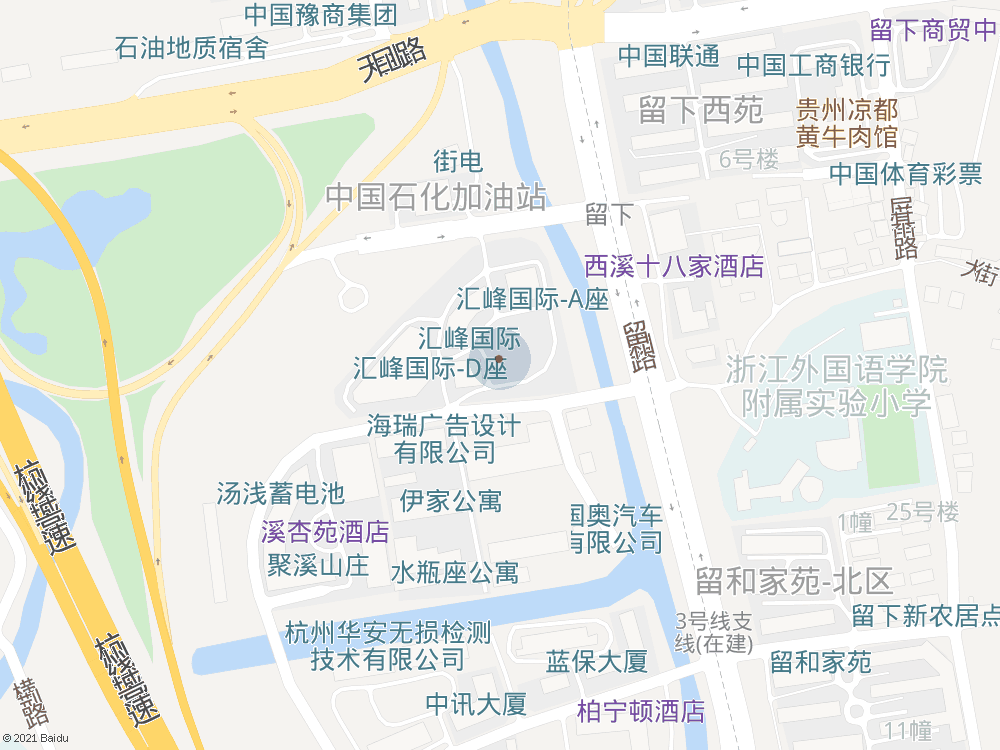 中国豫商集团
留下商贸中
石油地质宿舍
天目山路
中国联通
中国工商银行
留下西苑
贵州凉都
黄牛肉馆
街电
6号楼
中国石化加油站
中国体育彩票
留下
西溪十八家酒店
大街
汇峰国际-A座
汇峰国际
汇峰国际-D座
浙江外国语学院
附属实验小学
海瑞广告设计
有限公司
杭绕高速
汤浅蓄电池
伊家公寓
国奥汽车
有限公司
1幢
25号楼
溪杏苑酒店
聚溪山庄
水瓶座公寓
留和家苑-北区
3号线支
线(在建)
留下新农居点
杭州华安无损检测
技术有限公司
蓝保大厦
留和家苑
杭绕高速
横路
中讯大厦
柏宁顿酒店
11幢
© 2021 Baidu